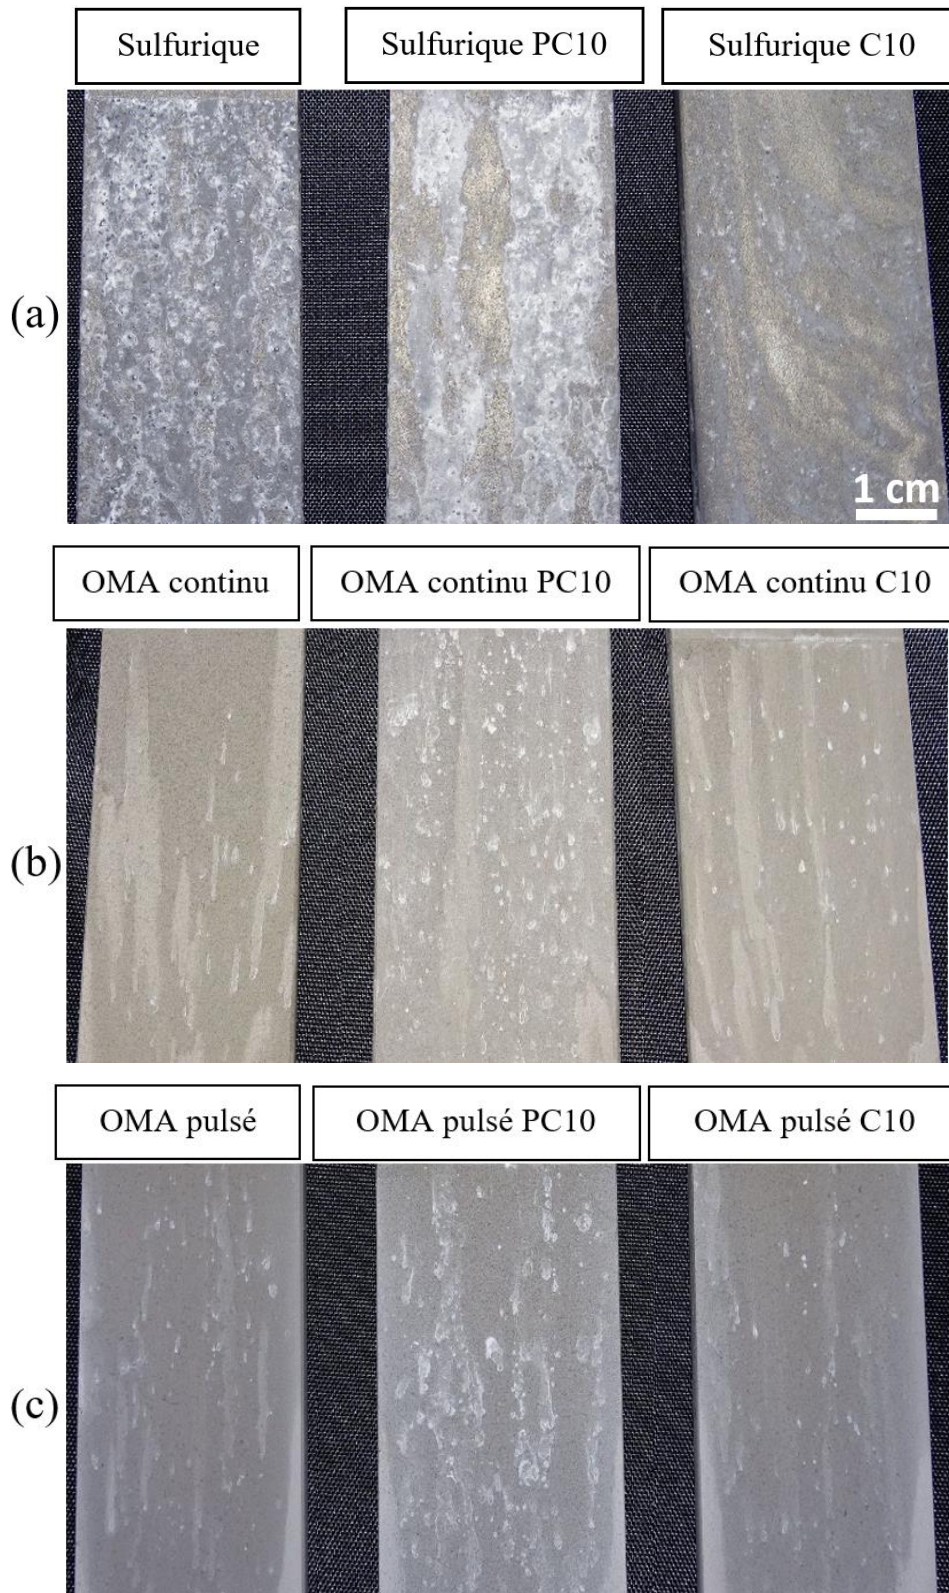 Sulfurique
Sulfurique PC10
Sulfurique C10
(a)
1 cm
OMA continu
OMA continu PC10
OMA continu C10
(b)
OMA pulsé
OMA pulsé PC10
OMA pulsé C10
(c)